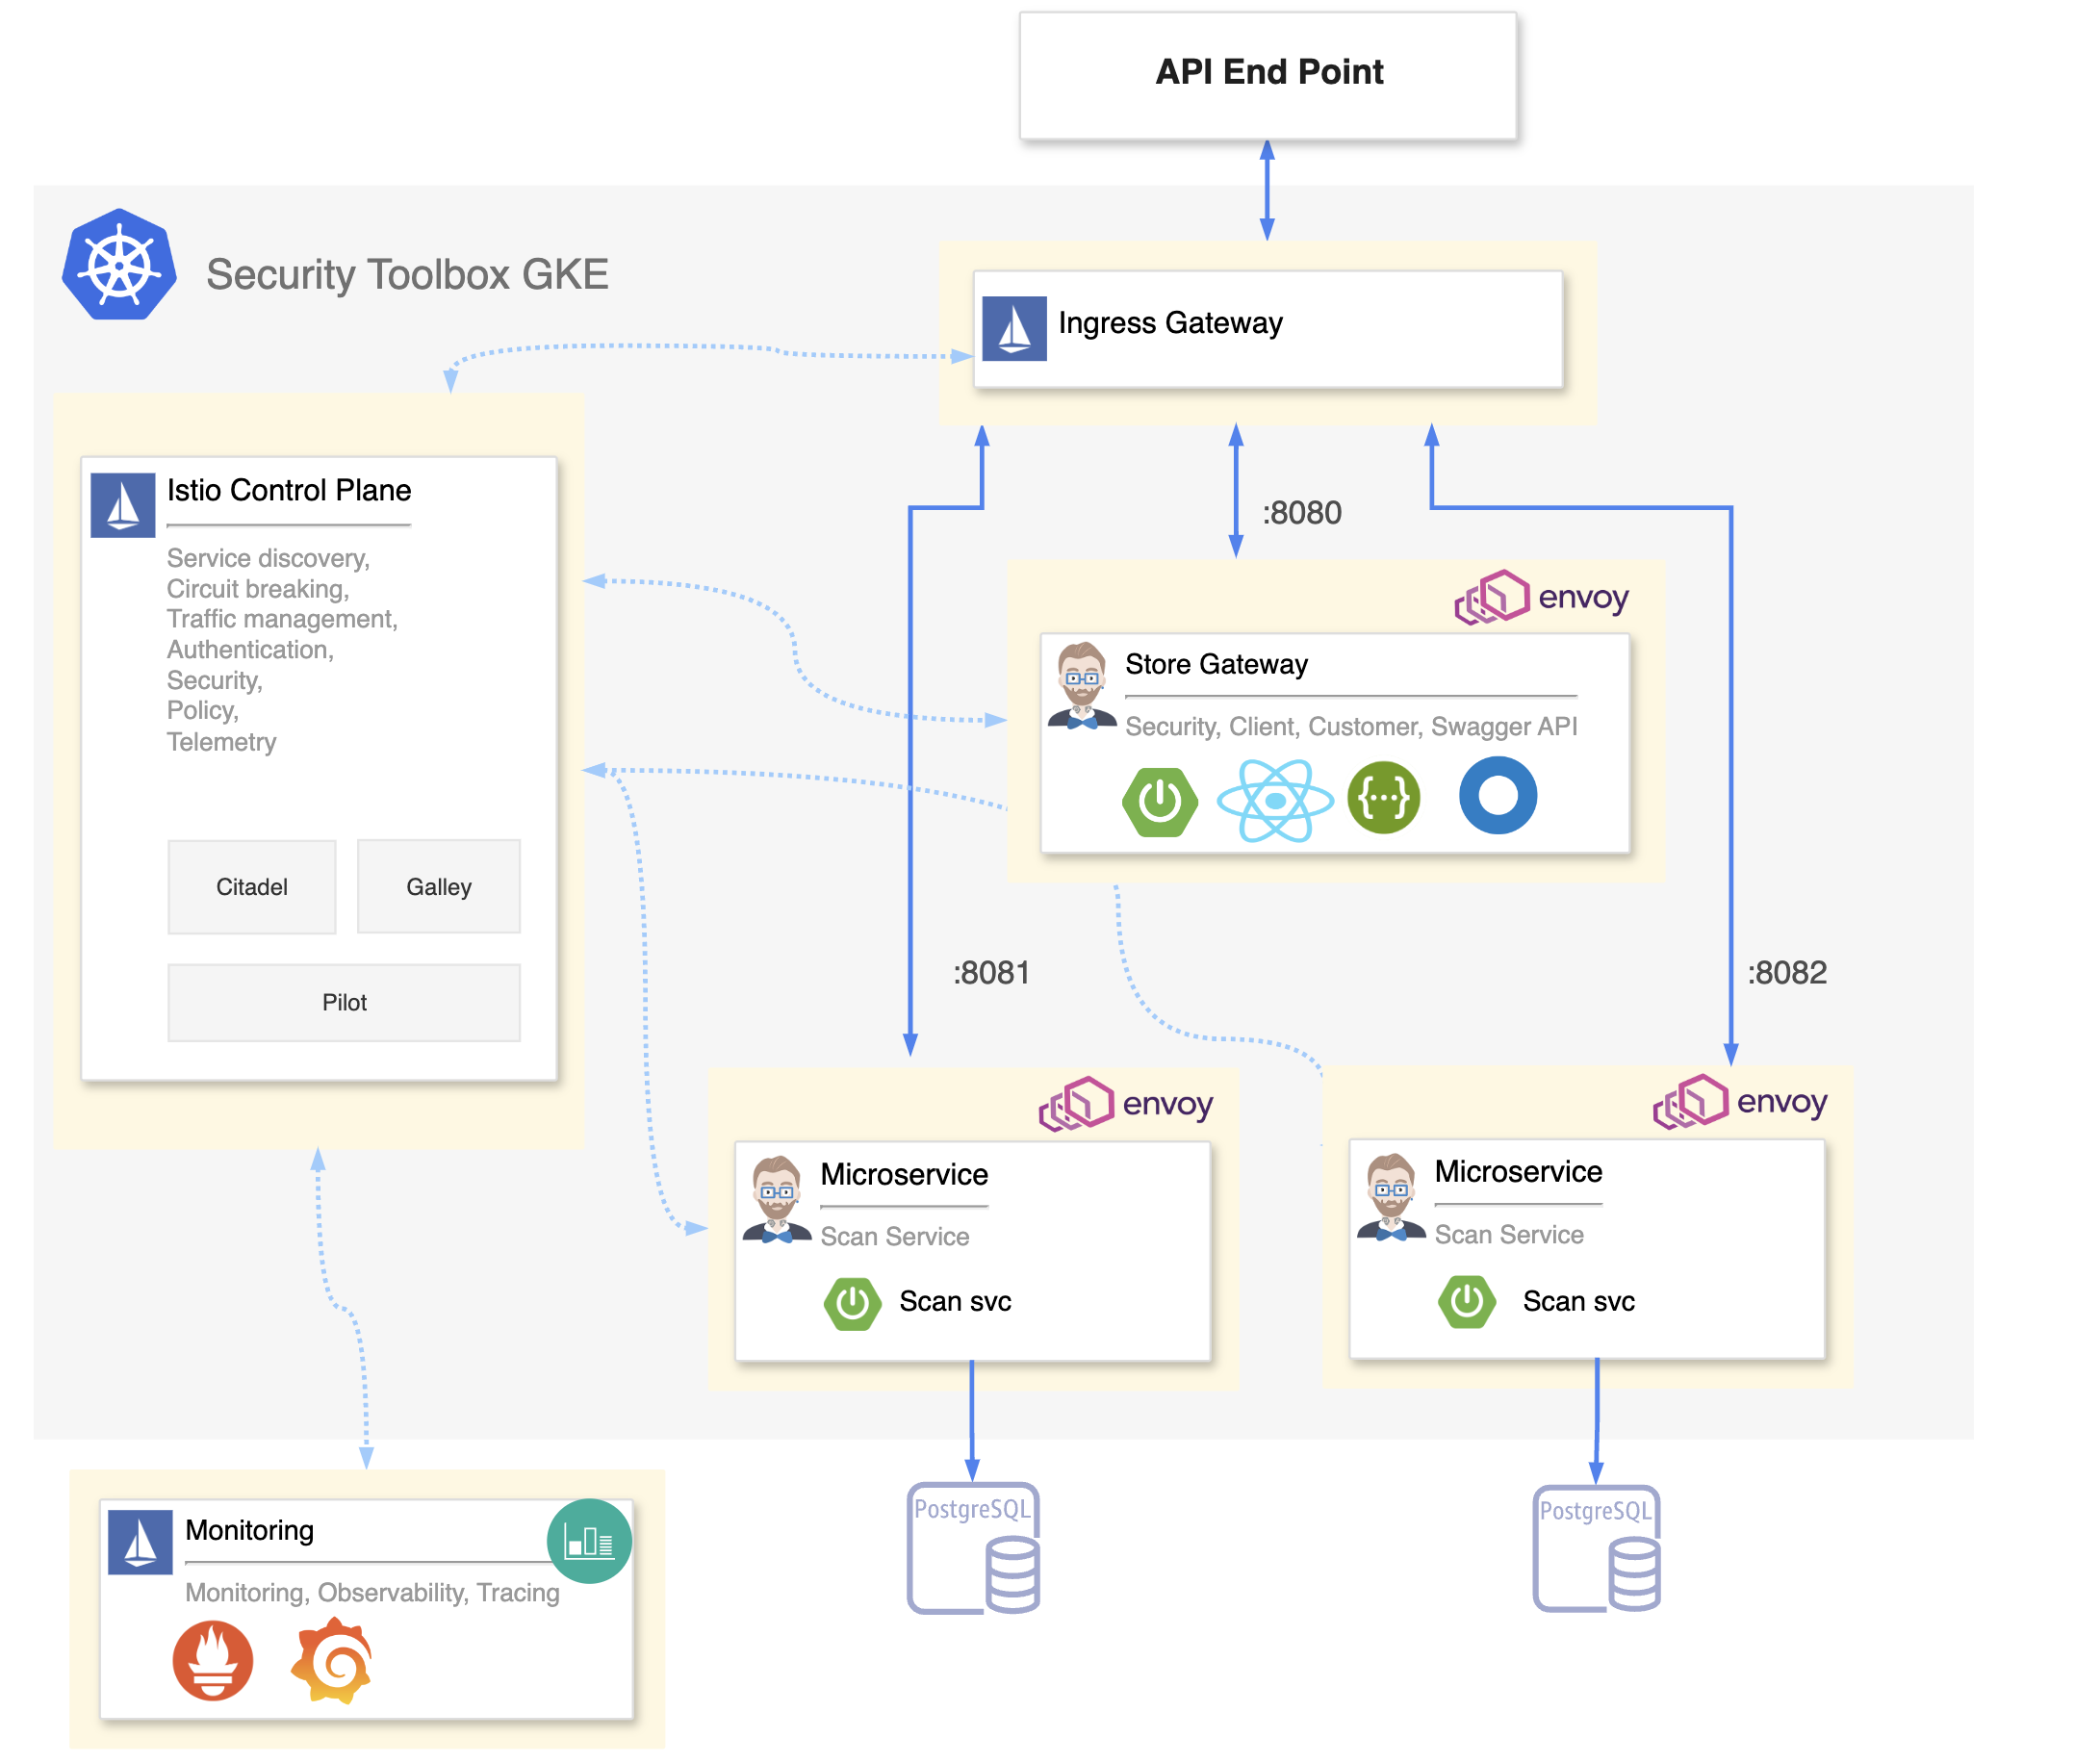 API End Point
Security Toolbox GKE
Ingress Gateway
Istio Control Plane
Service discovery,
Circuit breaking,
Traffic management,
Authentication,
Security,
Policy,
Telemetry
Citadel
Galley
Pilot
:8080
envoy
Store Gateway
Security, Client, Customer, Swagger API
{...}
:8081
:8082
envoy
Microservice
Scan Service
Scan svc
envoy
Microservice
Scan Service
Scan svc
Monitoring
Monitoring, Observability, Tracing
PostgreSQL
PostgreSQL